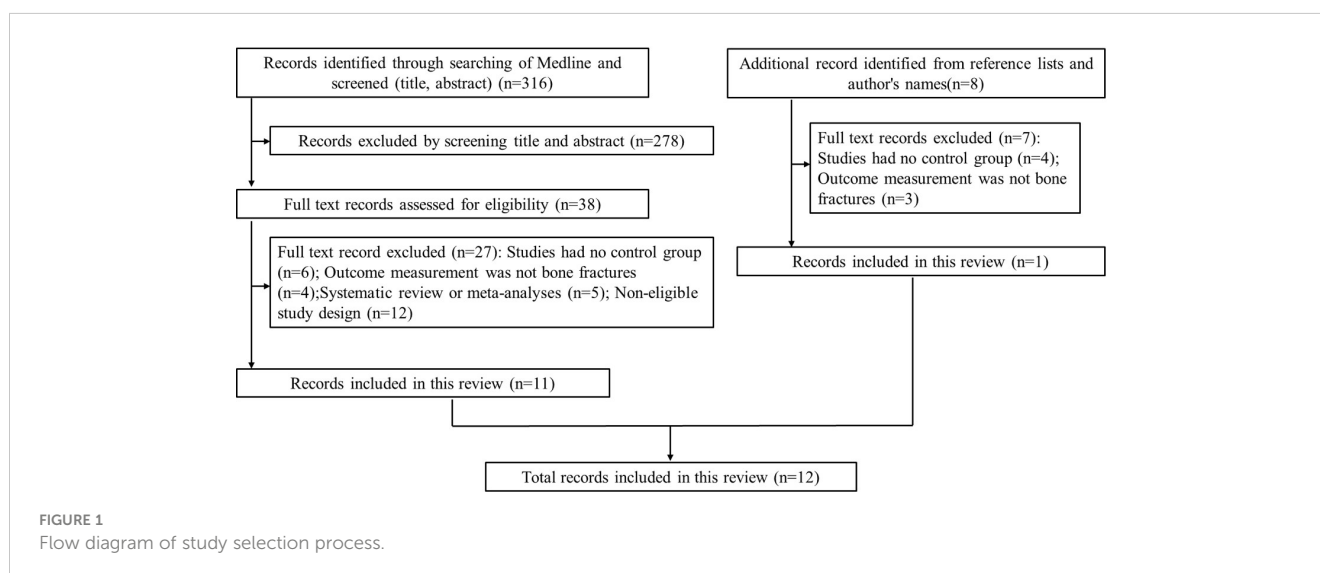 Records identified through searching of Medline and
screened (title, abstract) (n=316)
Records excluded by screening title and abstract (n=278)
Full text records assessed for eligibility (n=38)
Full text record excluded (n=27): Studies had no control group
(n=6); Outcome measurement was not bone fractures
(n=4);Systematic review or meta-analyses (n=5); Non-eligible
study design (n=12)
Records included in this review (n=11)
Additional record identified from reference lists and
author's names(n=8)
Full text records excluded (n=7):
Studies had no control group (n=4);
Outcome measurement was not bone
fractures (n=3)
Records included in this review (n=1)
Total records included in this review (n=12)
FIGURE 1
Flow diagram of study selection process.